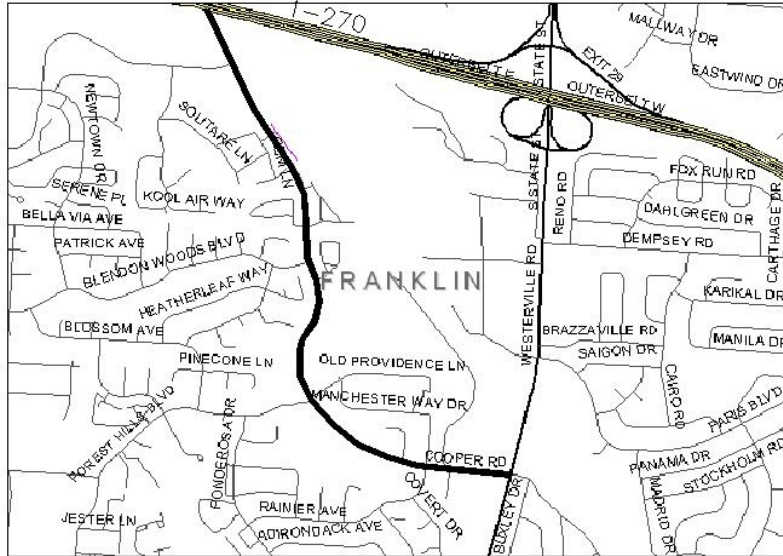 I-270
MALLWAY DR
EXIT 29
STATE ST
OUTERBELT E
EASTWIND DR
OUTERBELT W
NEWTOWN DR
SOLITARE LN
S STATE ST
FOX RUN RD
SERENE PL
KOOL AIR WAY
RENO RD
DAHLGREEN DR
CARTHAGE DR
BELLA VIA AVE
PATRICK AVE
DEMPSEY RD
BLENDON WOODS BLVD
FRANKLIN
WESTERVILLE RD
HEATHERLEAF WAY
KARIKAL DR
BLOSSOM AVE
BRAZZAVILLE RD
MANILA DR
SAIGON DR
PINECONE LN
OLD PROVIDENCE LN
CAIRO RD
MANCHESTER WAY DR
PARIS BLVD
FOREST HILLS BLVD
PONDEROSA DR
COOPER RD
PANAMA DR
STOCKHOLM RD
COVERT DR
BUXLEY DR
MADRID DR
RAINIER AVE
JESTER LN
ADIRONDACK AVE